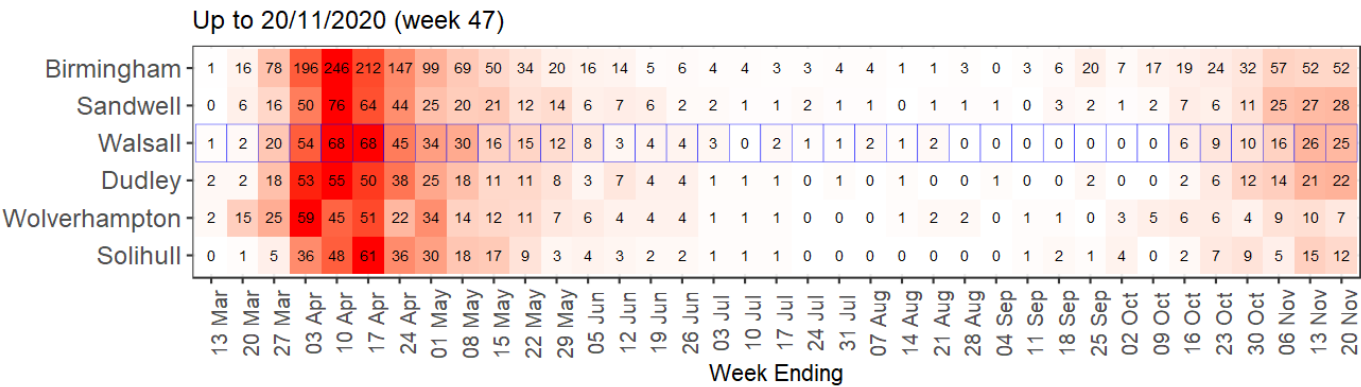 Up to 20/11/2020 (week 47)
Birmingham 1 16 78 196 246 212 147 99 69 50 34 20 16 14 5 6 4 4 3 3 4 4 1 1 3 0 3 6 20 7 17 19 24 32 57 52 52
Sandwell 0 6 16 50 76 64 44 25 20 21 12 14 6 7 6 2 2 1 1 2 1 1 0 1 1 1 0 3 2 1 2 7 6 11 25 27 28
Walsall 1 2 20 54 68 68 45 34 30 16 15 12 8 3 4 4 3 0 2 1 1 2 1 2 0 0 0 0 0 0 0 6 9 10 16 26 25
Dudley 2 2 18 53 55 50 38 25 18 11 11 8 3 7 4 4 1 1 1 0 1 0 1 0 0 1 0 0 2 0 0 2 6 12 14 21 22
Wolverhampton 2 15 25 59 45 51 22 34 14 12 11 7 6 4 4 4 1 1 1 0 0 0 1 2 2 0 1 1 0 3 5 6 6 4 9 10 7
Solihull 0 1 5 36 48 61 36 30 18 17 9 3 4 3 2 2 1 1 1 0 0 0 0 0 0 0 1 2 1 4 0 2 7 9 5 15 12
13 Mar 20 Mar 27 Mar 03 Apr 10 Apr 17 Apr 24 Apr 01 May 08 May 15 May 22 May 29 May 05 Jun 12 Jun 19 Jun 26 Jun 03 Jul 10 Jul 17 Jul 24 Jul 31 Jul 07 Aug 14 Aug 21 Aug 28 Aug 04 Sep 11 Sep 18 Sep 25 Sep 02 Oct 09 Oct 16 Oct 23 Oct 30 Oct 06 Nov 13 Nov 20 Nov
Week Ending